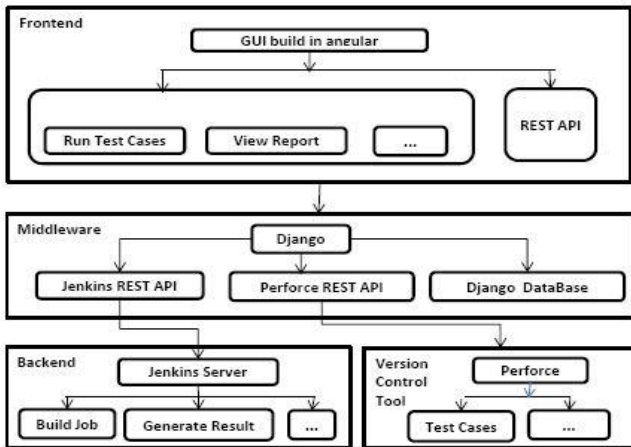 Frontend
GUI build in angular
Run Test Cases
View Report
...
REST API
Middleware
Django
Jenkins REST API
Perforce REST API
Django DataBase
Backend
Jenkins Server
Build Job
Generate Result
...
Version
Control
Tool
Perforce
Test Cases
...